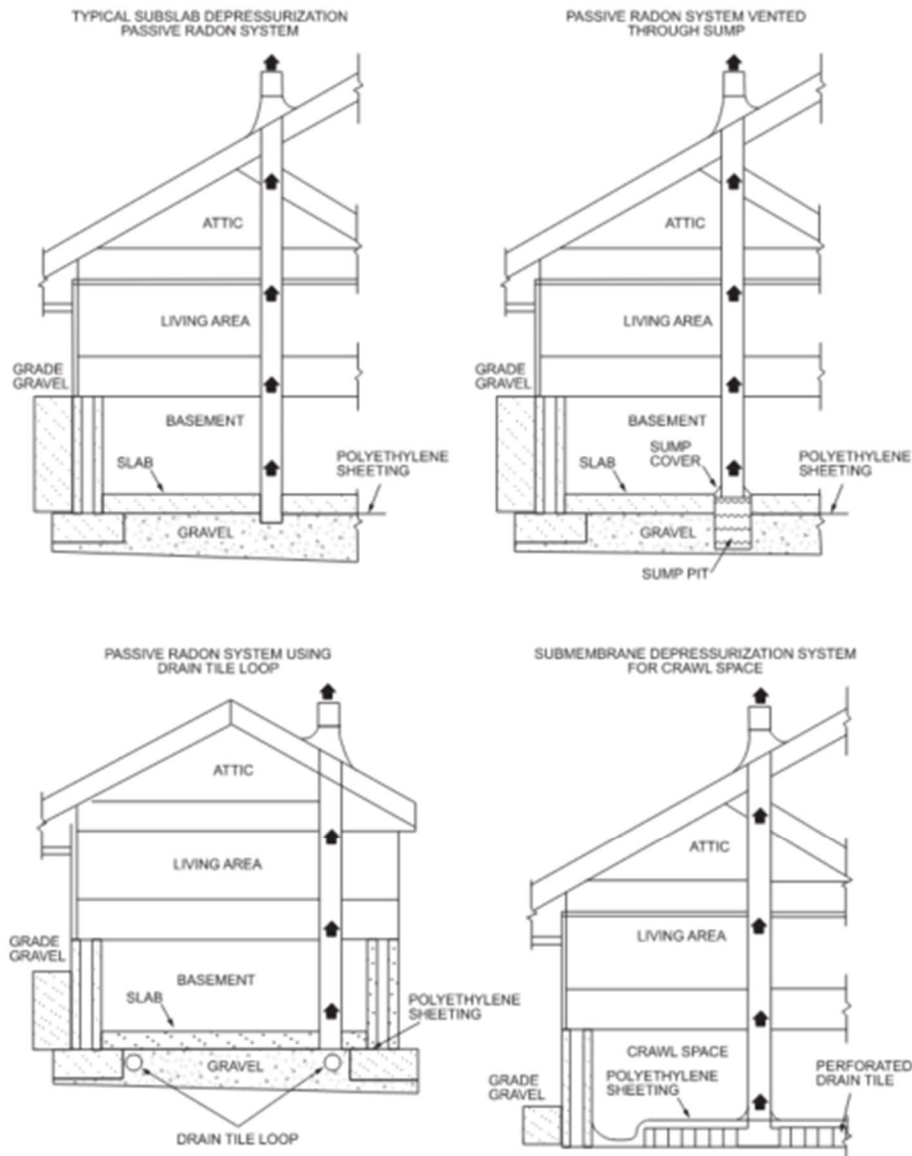 TYPICAL SUBSLAB DEPRESSURIZATION
PASSIVE RADON SYSTEM
ATTIC
LIVING AREA
GRADE
GRAVEL
BASEMENT
SLAB
POLYETHYLENE
SHEETING
GRAVEL
PASSIVE RADON SYSTEM VENTED
THROUGH SUMP
ATTIC
LIVING AREA
GRADE
GRAVEL
BASEMENT
SUMP
COVER
SLAB
POLYETHYLENE
SHEETING
GRAVEL
SUMP PIT
PASSIVE RADON SYSTEM USING
DRAIN TILE LOOP
ATTIC
LIVING AREA
GRADE
GRAVEL
BASEMENT
SLAB
POLYETHYLENE
SHEETING
GRAVEL
DRAIN TILE LOOP
SUBMEMBRANE DEPRESSURIZATION SYSTEM
FOR CRAWL SPACE
ATTIC
LIVING AREA
CRAWL SPACE
POLYETHYLENE
SHEETING
PERFORATED
DRAIN TILE
GRADE
GRAVEL